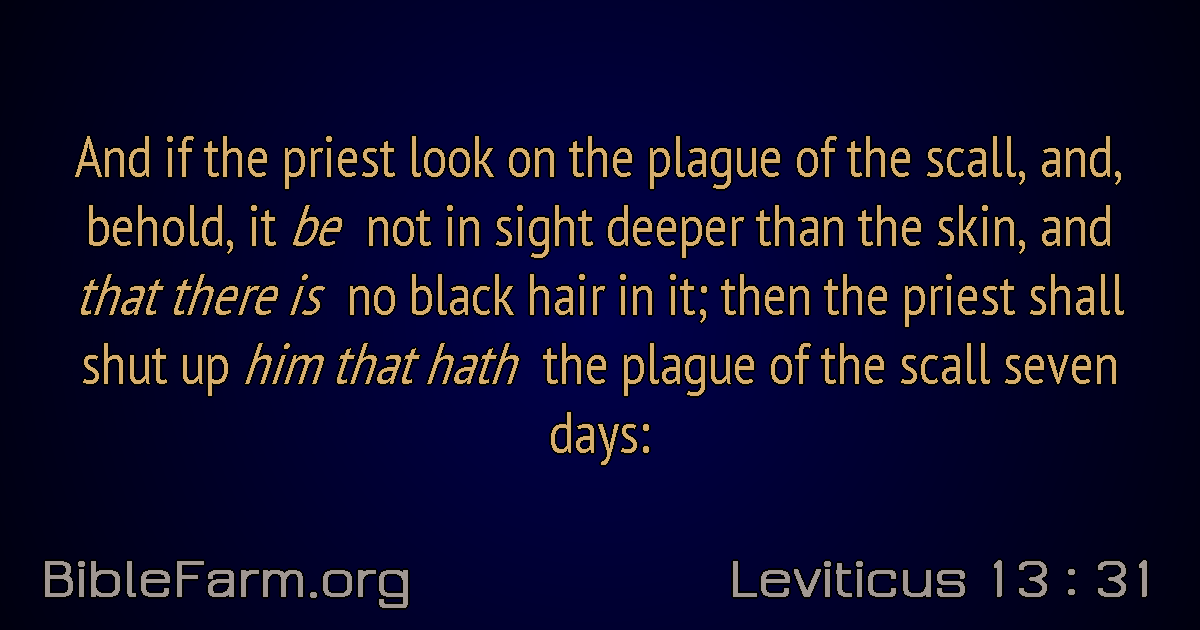 And if the priest look on the plague of the scall, and,
behold, it be not in sight deeper than the skin, and
that there is no black hair in it; then the priest shall
shut up him that hath the plague of the scall seven
days:
BibleFarm.org
Leviticus 13 : 31